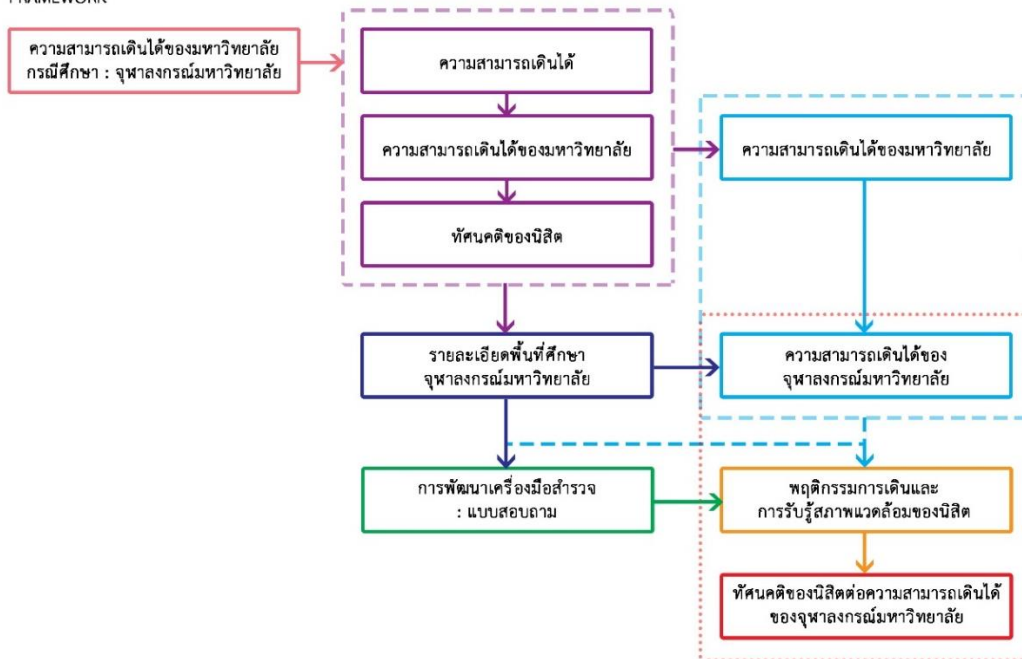 FRAMEWORK
ความสามารถเดินได้ของมหาวิทยาลัย
กรณีศึกษา : จุฬาลงกรณ์มหาวิทยาลัย
ความสามารถเดินได้
ความสามารถเดินได้ของมหาวิทยาลัย
ความสามารถเดินได้ของมหาวิทยาลัย
ทัศนคติของนิสิต
รายละเอียดพื้นที่ศึกษา
จุฬาลงกรณ์มหาวิทยาลัย
ความสามารถเดินได้ของ
จุฬาลงกรณ์มหาวิทยาลัย
การพัฒนาเครื่องมือสำรวจ
: แบบสอบถาม
พฤติกรรมการเดินและ
การรับรู้สภาพแวดล้อมของนิสิต
ทัศนคติของนิสิตต่อความสามารถเดินได้
ของจุฬาลงกรณ์มหาวิทยาลัย